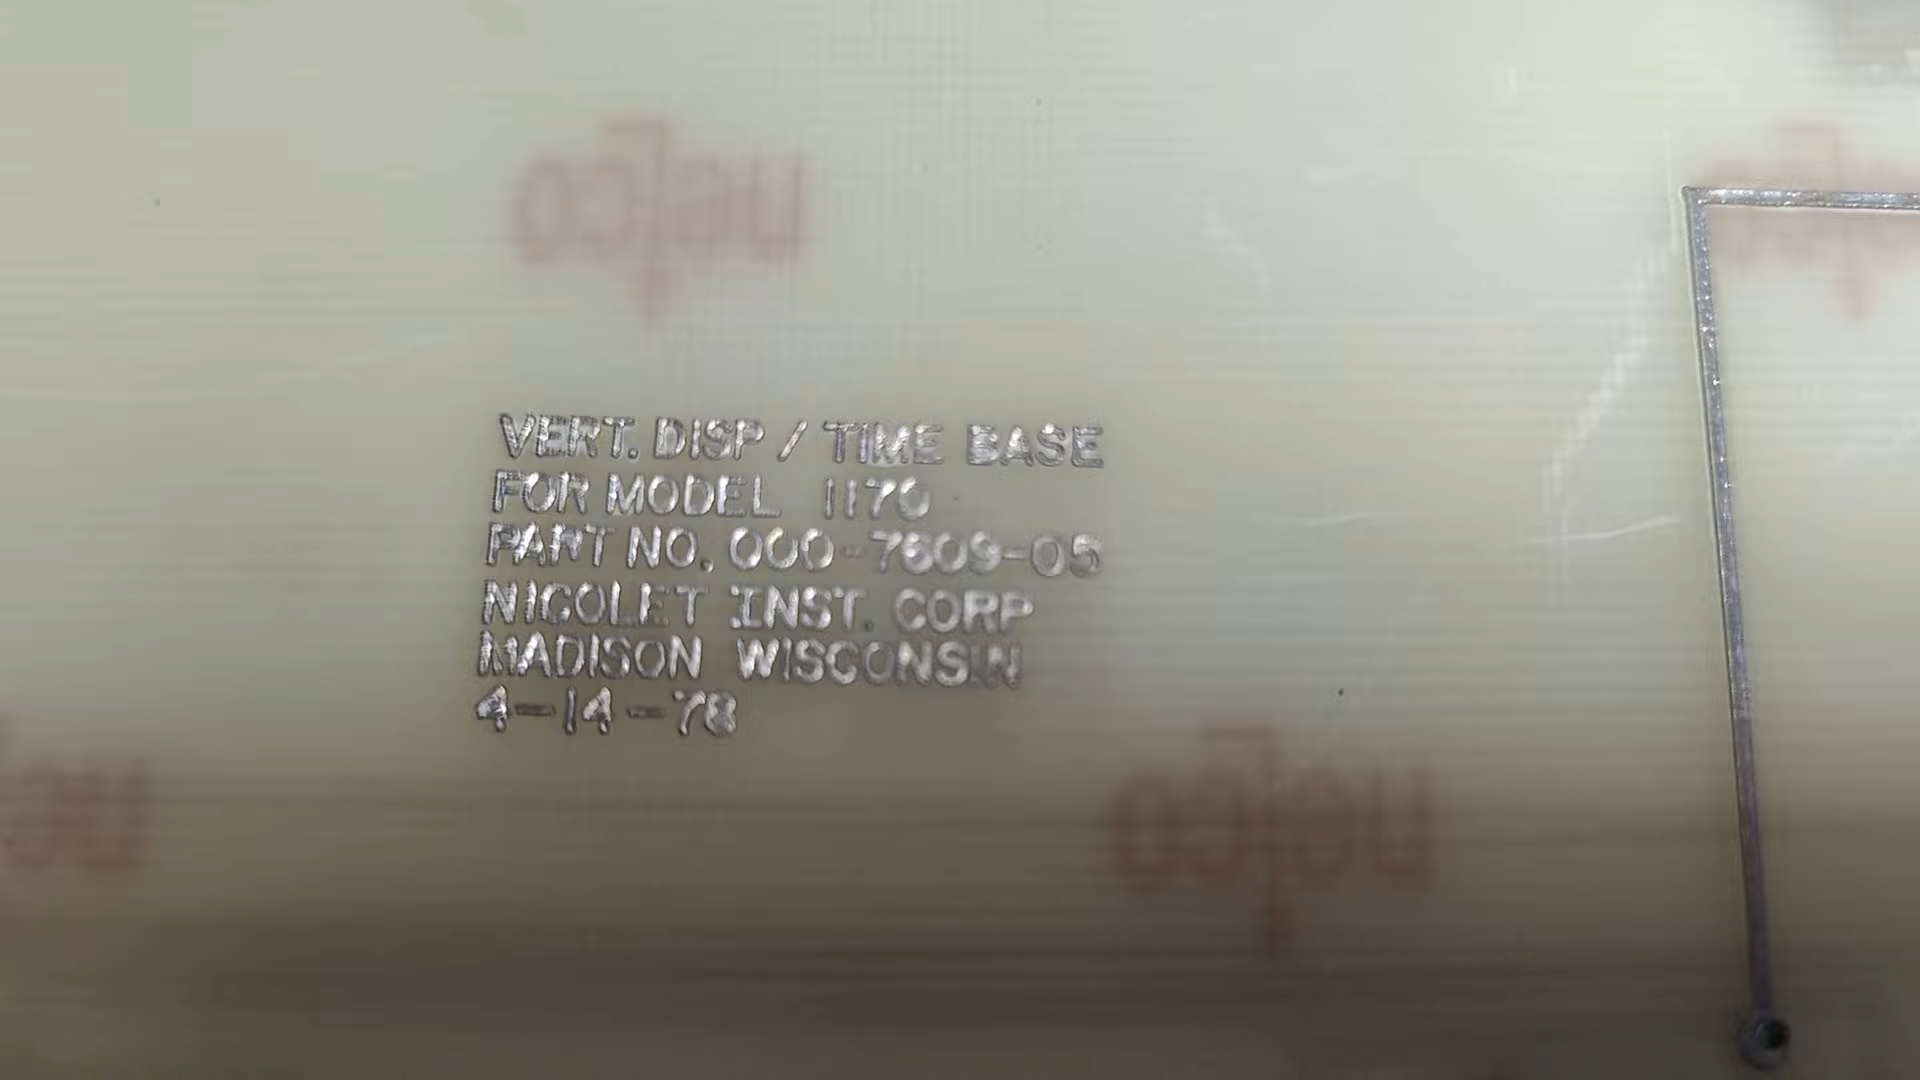 VERT. DISP / TIME BASE
FOR MODEL 1170
PART NO. 000-7609-05
NICOLET INST. CORP
MADISON WISCONSIN
4-14-78